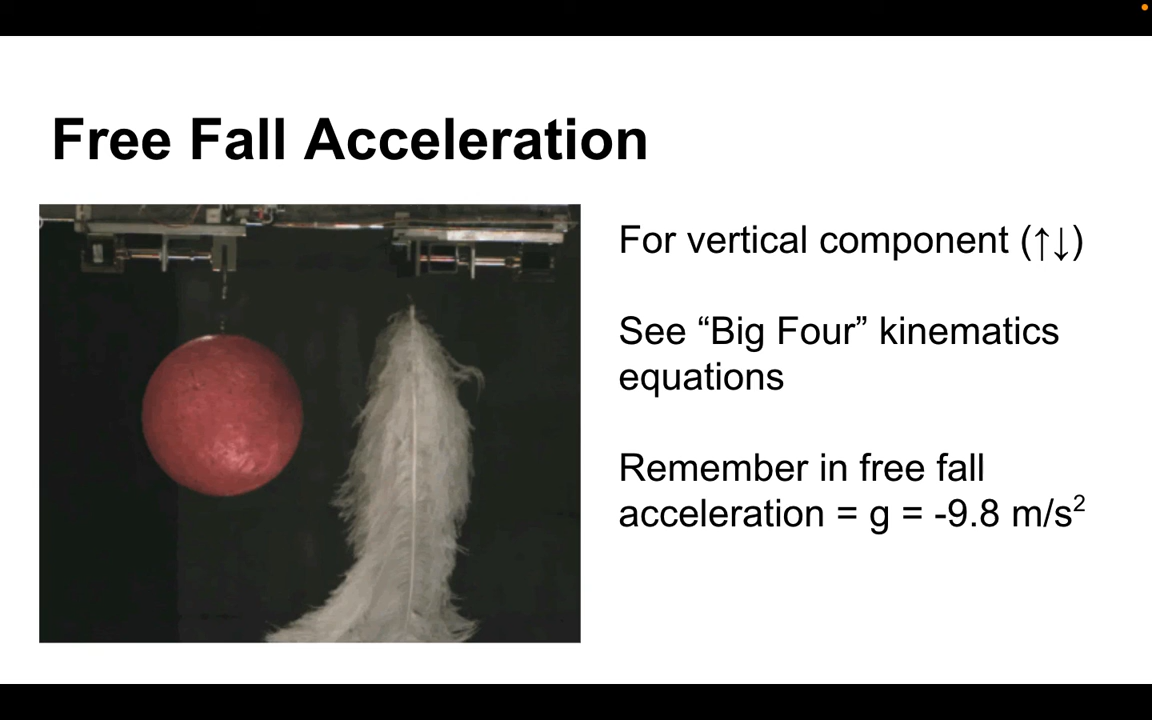 Free Fall Acceleration
For vertical component (↑↓)
See “Big Four” kinematics
equations
Remember in free fall
acceleration = g = -9.8 m/s²